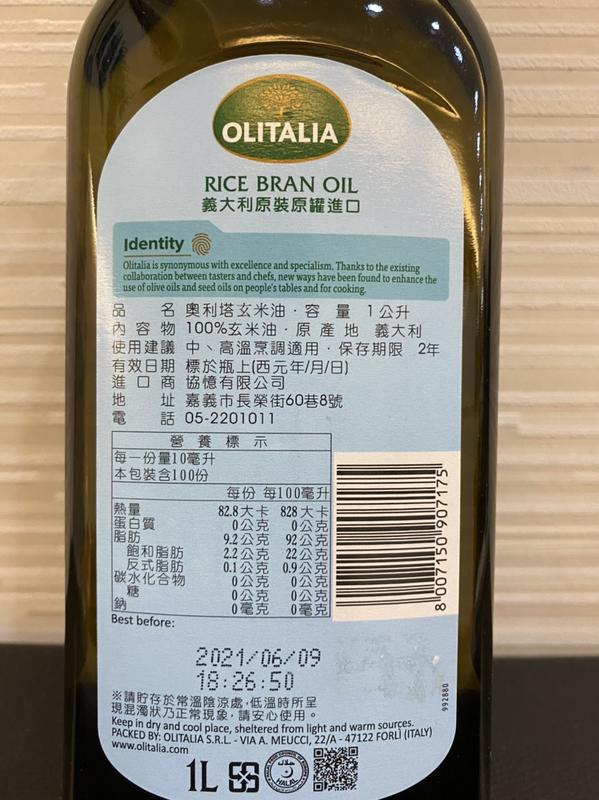 OLITALIA
RICE BRAN OIL
義大利原裝原罐進口
Identity
Olitalia is synonymous with excellence and specialism. Thanks to the existing
collaboration between tasters and chefs, new ways have been found to enhance the
use of olive oils and seed oils on people's tables and for cooking.
品 名 奧利塔玄米油‧容 量 1公升
內容物 100%玄米油‧原 產 地 義大利
使用建議 中、高溫烹調適用‧保存期限 2年
有效日期 標於瓶上(西元年/月/日)
進口商 協憶有限公司
地 址 嘉義市長榮街60巷8號
電 話 05-2201011
營 養 標 示
每一份量10毫升
本包裝含100份
每份 每100毫升
熱量 82.8大卡 828大卡
蛋白質 0公克 0公克
脂肪 9.2公克 92公克
飽和脂肪 2.2公克 22公克
反式脂肪 0.1公克 0.9公克
碳水化合物 0公克 0公克
糖 0公克 0公克
鈉 0毫克 0毫克
8 007150 907175
Best before:
2021/06/09
18:26:50
992880
※請貯存於常溫陰涼處,低溫時所呈
現混濁狀乃正常現象,請安心使用。
Keep in dry and cool place, sheltered from light and warm sources.
PACKED BY: OLITALIA S.R.L. - VIA A. MEUCCI, 22/A - 47122 FORLÌ (ITALY)
www.olitalia.com
1L
HALAL